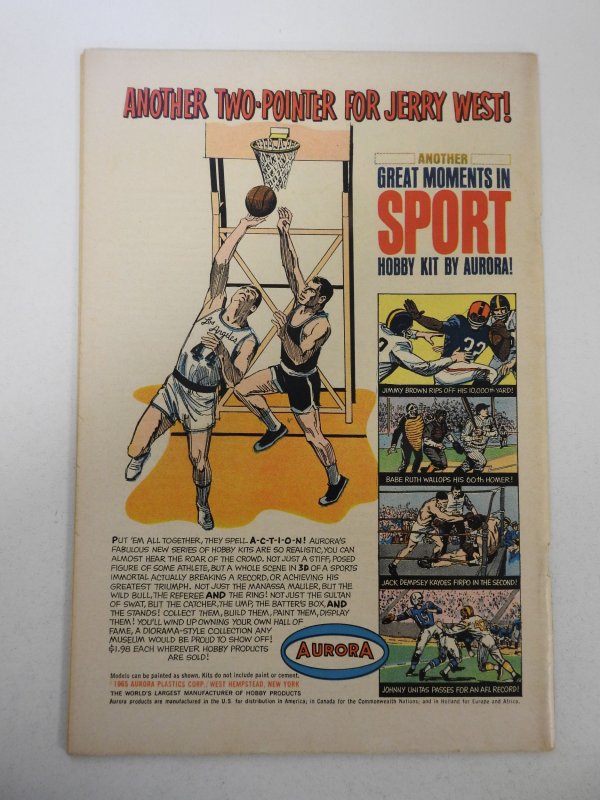 ANOTHER TWO-POINTER FOR JERRY WEST!
ANOTHER
GREAT MOMENTS IN
SPORT
HOBBY KIT BY AURORA!
Los Angeles
44
32
JIMMY BROWN RIPS OFF HIS 10,000th YARD!
BABE RUTH WALLOPS HIS 60th HOMER!
JACK DEMPSEY KAYOES FIRPO IN THE SECOND!
JOHNNY UNITAS PASSES FOR AN AFL RECORD!
PUT 'EM ALL TOGETHER, THEY SPELL A-C-T-I-O-N! AURORA'S
FABULOUS NEW SERIES OF HOBBY KITS ARE SO REALISTIC, YOU CAN
ALMOST HEAR THE ROAR OF THE CROWD. NOT JUST A STIFF, POSED
FIGURE OF SOME ATHLETE, BUT A WHOLE SCENE IN 3D OF A SPORTS
IMMORTAL ACTUALLY BREAKING A RECORD, OR ACHIEVING HIS
GREATEST TRIUMPH. NOT JUST THE MANASSA MAULER, BUT THE
WILD BULL, THE REFEREE AND THE RING! NOT JUST THE SULTAN
OF SWAT, BUT THE CATCHER, THE UMP, THE BATTER'S BOX, AND
THE STANDS! COLLECT THEM, BUILD THEM, PAINT THEM, DISPLAY
THEM! YOU'LL WIND UP OWNING YOUR OWN HALL OF
FAME, A DIORAMA-STYLE COLLECTION ANY
MUSEUM WOULD BE PROUD TO SHOW OFF!
$1.98 EACH WHEREVER HOBBY PRODUCTS
ARE SOLD!
AURORA
Models can be painted as shown. Kits do not include paint or cement.
1965 AURORA PLASTICS CORP., WEST HEMPSTEAD, NEW YORK
THE WORLD'S LARGEST MANUFACTURER OF HOBBY PRODUCTS
Aurora products are manufactured in the U.S. for distribution in America; in Canada for the Commonwealth Nations; and in Holland for Europe and Africa.